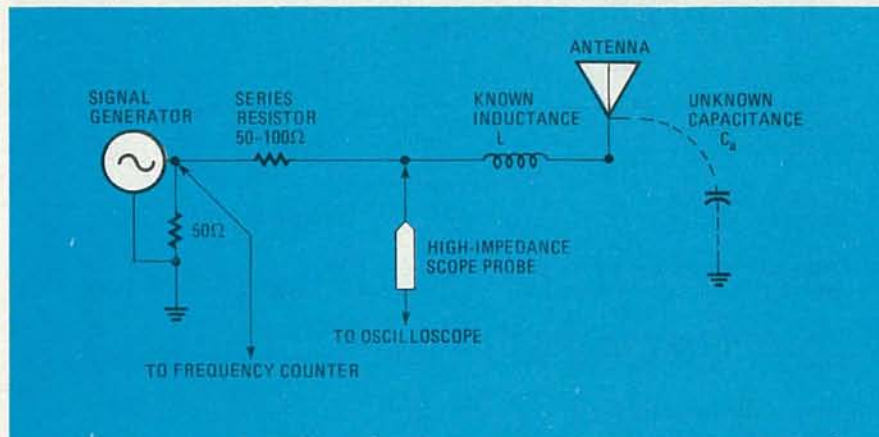 ANTENNA
SIGNAL
GENERATOR
SERIES
RESISTOR
50-100Ω
KNOWN
INDUCTANCE
L
UNKNOWN
CAPACITANCE
Ca
50Ω
HIGH-IMPEDANCE
SCOPE PROBE
TO OSCILLOSCOPE
TO FREQUENCY COUNTER